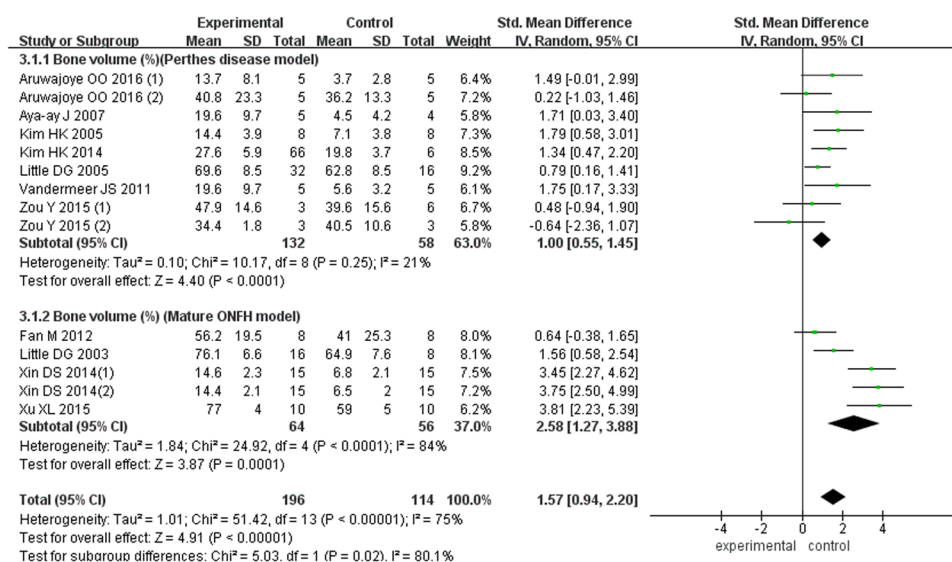 Experimental Control Std. Mean Difference Std. Mean Difference
Study or Subgroup Mean SD Total Mean SD Total Weight IV, Random, 95% CI IV, Random, 95% CI
3.1.1 Bone volume (%)(Perthes disease model)
Aruwajoye OO 2016 (1) 13.7 8.1 5 3.7 2.8 5 6.4% 1.49 [-0.01, 2.99]
Aruwajoye OO 2016 (2) 40.8 23.3 5 36.2 13.3 5 7.2% 0.22 [-1.03, 1.46]
Aya-ay J 2007 19.6 9.7 5 4.5 4.2 4 5.8% 1.71 [0.03, 3.40]
Kim HK 2005 14.4 3.9 8 7.1 3.8 8 7.3% 1.79 [0.58, 3.01]
Kim HK 2014 27.6 5.9 66 19.8 3.7 6 8.5% 1.34 [0.47, 2.20]
Little DG 2005 69.6 8.5 32 62.8 8.5 16 9.2% 0.79 [0.16, 1.41]
Vandermeer JS 2011 19.6 9.7 5 5.6 3.2 5 6.2% 1.75 [0.17, 3.33]
Zou Y 2015 (1) 47.9 14.6 3 39.6 15.6 6 6.6% 0.48 [-0.94, 1.90]
Zou Y 2015 (2) 34.4 1.8 3 40.5 10.6 3 5.7% -0.64 [-2.36, 1.07]
Subtotal (95% CI) 132 58 63.0% 1.00 [0.55, 1.45]
Heterogeneity: Tau² = 0.10; Chi² = 10.17, df = 8 (P = 0.25); I² = 21%
Test for overall effect: Z = 4.40 (P < 0.0001)
3.1.2 Bone volume (%) (Mature ONFH model)
Fan M 2012 56.2 19.5 8 41 25.3 8 8.0% 0.64 [-0.38, 1.65]
Little DG 2003 76.1 6.6 16 64.9 7.6 8 8.1% 1.56 [0.58, 2.54]
Xin DS 2014(1) 14.6 2.3 15 6.8 2.1 15 7.5% 3.45 [2.27, 4.62]
Xin DS 2014(2) 14.4 2.1 15 6.5 2 15 7.2% 3.75 [2.50, 4.99]
Xu XL 2015 77 4 10 59 5 10 6.2% 3.81 [2.23, 5.39]
Subtotal (95% CI) 64 56 37.0% 2.58 [1.27, 3.88]
Heterogeneity: Tau² = 1.84; Chi² = 24.92, df = 4 (P < 0.0001); I² = 84%
Test for overall effect: Z = 3.87 (P = 0.0001)
Total (95% CI) 196 114 100.0% 1.57 [0.94, 2.20]
Heterogeneity: Tau² = 1.01; Chi² = 51.42, df = 13 (P < 0.00001); I² = 75%
Test for overall effect: Z = 4.91 (P < 0.00001)
Test for subgroup differences: Chi² = 5.03, df = 1 (P = 0.02), I² = 80.1%
-4 -2 0 2 4
experimental control